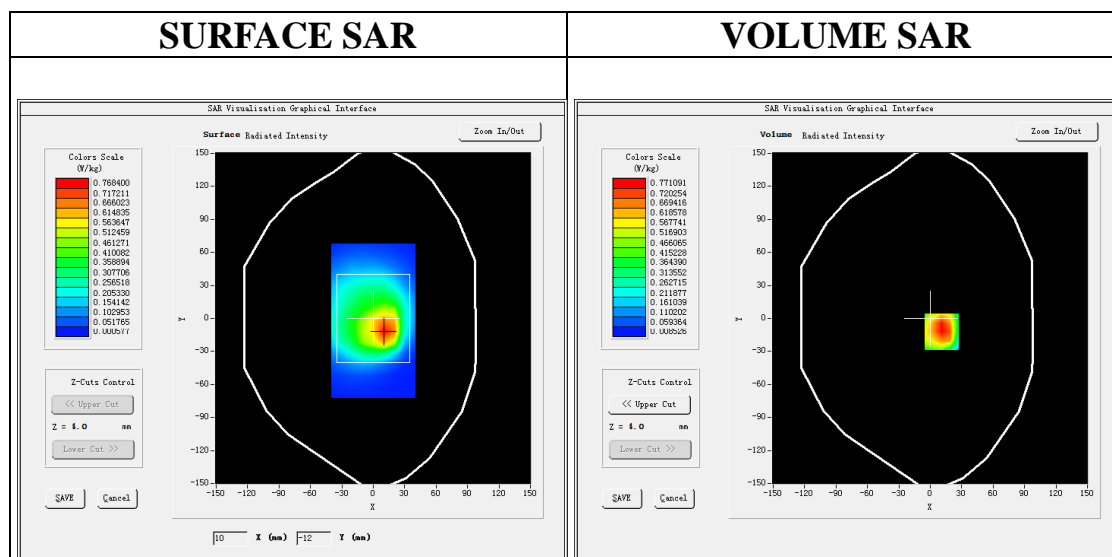 SURFACE SAR
VOLUME SAR
SAR Visualisation Graphical Interface
Surface Radiated Intensity
Zoom In/Out
Colors Scale
(W/kg)
0.768400
0.717211
0.666023
0.614835
0.563647
0.512459
0.461271
0.410082
0.358894
0.307706
0.256518
0.205330
0.154142
0.102953
0.051765
0.000577
150
120
90
60
30
0
-30
-60
-90
-120
-150
Y
-150 -120 -90 -60 -30 0 30 60 90 120 150
X
Z-Cuts Control
<< Upper Cut
Z = 4.0 mm
Lower Cut >>
SAVE Cancel
10 X (mm) -12 Y (mm)
SAR Visualisation Graphical Interface
Volume Radiated Intensity
Zoom In/Out
Colors Scale
(W/kg)
0.771091
0.720254
0.669416
0.618578
0.567741
0.516903
0.466065
0.415228
0.364390
0.313552
0.262715
0.211877
0.161039
0.110202
0.059364
0.008526
150
120
90
60
30
0
-30
-60
-90
-120
-150
Y
-150 -120 -90 -60 -30 0 30 60 90 120 150
X
Z-Cuts Control
<< Upper Cut
Z = 4.0 mm
Lower Cut >>
SAVE Cancel